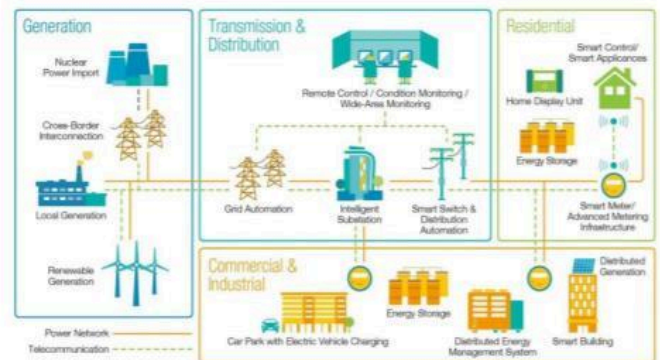 Generation
Nuclear
Power Import
Cross-Border
Interconnection
Local Generation
Renewable
Generation
Power Network
Telecommunication
Transmission &
Distribution
Remote Control / Condition Monitoring /
Wide-Area Monitoring
Grid Automation
Intelligent
Substation
Smart Switch &
Distribution
Automation
Residential
Smart Control/
Smart Applicances
Home Display Unit
Energy Storage
Smart Meter/
Advanced Metering
Infrastructure
Commercial &
Industrial
Car Park with Electric Vehicle Charging
Energy Storage
Distributed Energy
Management System
Distributed
Generation
Smart Building